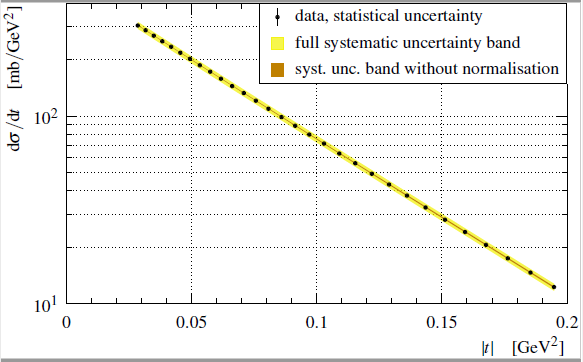 data, statistical uncertainty
full systematic uncertainty band
syst. unc. band without normalisation
dσ/dt [mb/GeV²]
10²
10¹
0 0.05 0.1 0.15 0.2
|t| [GeV²]